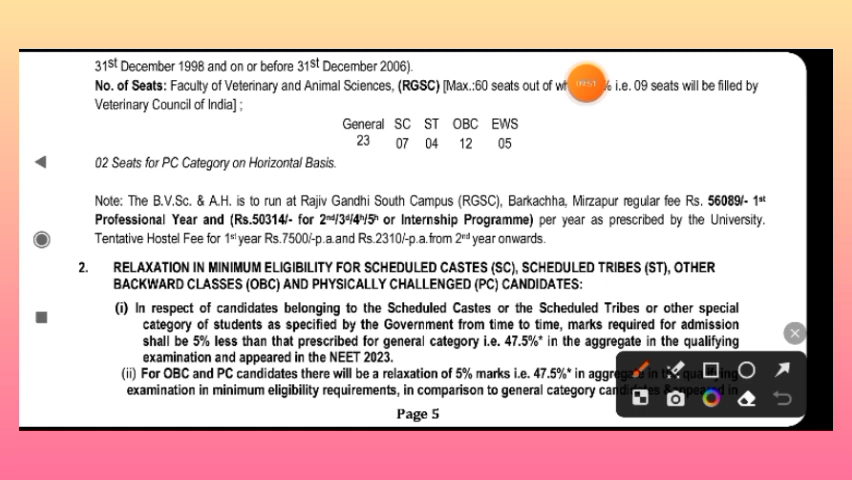 31st December 1998 and on or before 31st December 2006).
No. of Seats: Faculty of Veterinary and Animal Sciences, (RGSC) [Max.:60 seats out of % i.e. 09 seats will be filled by
Veterinary Council of India] ;
General SC ST OBC EWS
23 07 04 12 05
02 Seats for PC Category on Horizontal Basis.
Note: The B.V.Sc. & A.H. is to run at Rajiv Gandhi South Campus (RGSC), Barkachha, Mirzapur regular fee Rs. 56089/- 1st
Professional Year and (Rs.50314/- for 2nd/3rd/4th/5th or Internship Programme) per year as prescribed by the University.
Tentative Hostel Fee for 1st year Rs.7500/-p.a.and Rs.2310/-p.a.from 2nd year onwards.
2. RELAXATION IN MINIMUM ELIGIBILITY FOR SCHEDULED CASTES (SC), SCHEDULED TRIBES (ST), OTHER
BACKWARD CLASSES (OBC) AND PHYSICALLY CHALLENGED (PC) CANDIDATES:
(i) In respect of candidates belonging to the Scheduled Castes or the Scheduled Tribes or other special
category of students as specified by the Government from time to time, marks required for admission
shall be 5% less than that prescribed for general category i.e. 47.5%* in the aggregate in the qualifying
examination and appeared in the NEET 2023.
(ii) For OBC and PC candidates there will be a relaxation of 5% marks i.e. 47.5%* in aggregate in the qualifying
examination in minimum eligibility requirements, in comparison to general category candidates & appeared in
Page 5